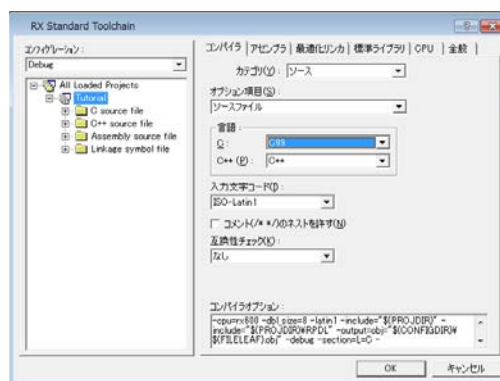 RX Standard Toolchain
コンフィグレーション:
Debug
All Loaded Projects
Tutorial
C source file
C++ source file
Assembly source file
Linkage symbol file
コンパイラ アセンブラ 最適化リンカ 標準ライブラリ CPU 全般
カテゴリ(Y): ソース
オプション項目(S):
ソースファイル
言語:
C: C99
C++ (P): C++
入力文字コード(I):
ISO-Latin1
コメント(/* */)のネストを許す(N)
互換性チェック(K):
なし
コンパイラオプション:
-cpu=rx600 -dbl_size=8 -latin1 -include="$(PROJDIR)" -
include="$(PROJDIR)¥RPDL" -output=obj="$(CONFIGDIR)¥
$(FILELEAF).obj" -debug -section=L=C -
OK キャンセル